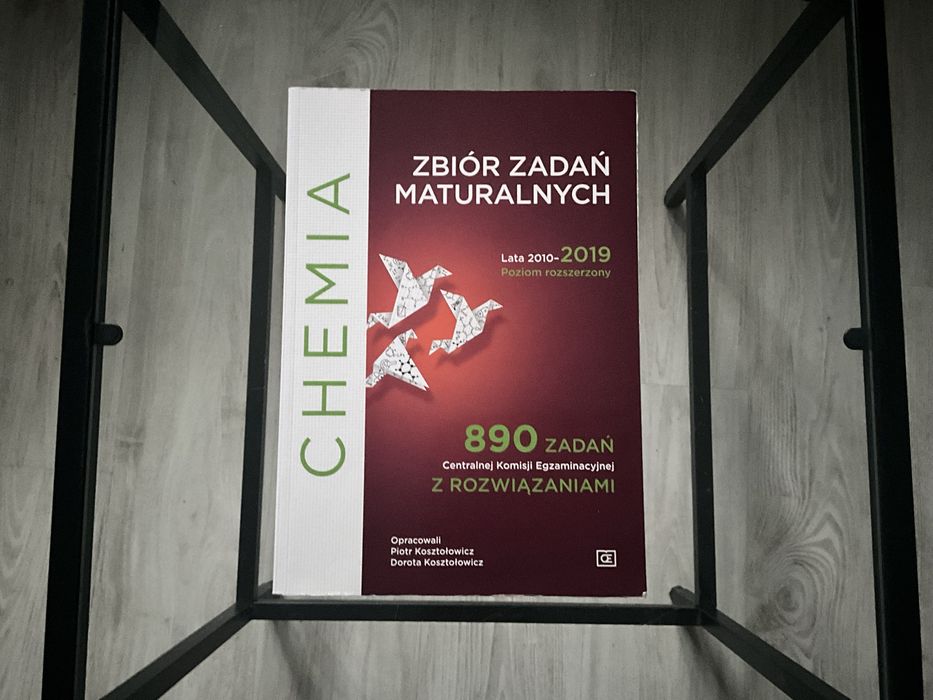 CHEMIA
ZBIÓR ZADAŃ
MATURALNYCH
Lata 2010-2019
Poziom rozszerzony
890 ZADAŃ
Centralnej Komisji Egzaminacyjnej
Z ROZWIĄZANIAMI
Opracowali
Piotr Kosztołowicz
Dorota Kosztołowicz
OE